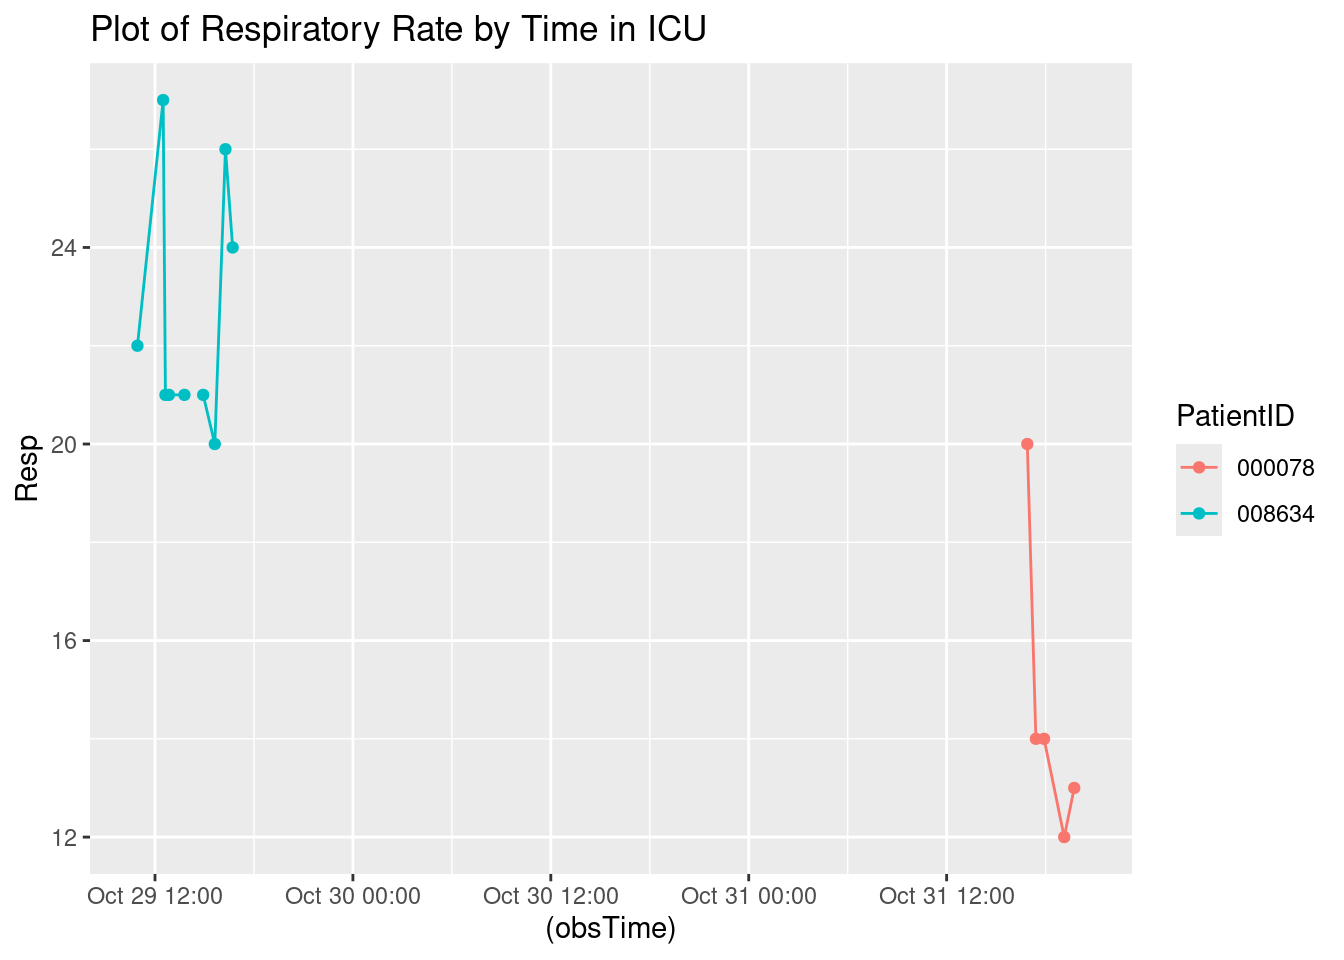 Plot of Respiratory Rate by Time in ICU
24
20
16
12
Resp
Oct 29 12:00 Oct 30 00:00 Oct 30 12:00 Oct 31 00:00 Oct 31 12:00
(obsTime)
PatientID
000078
008634